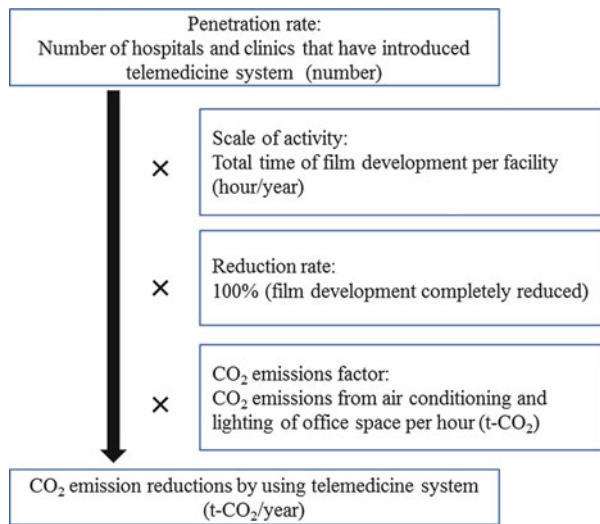 Penetration rate:
Number of hospitals and clinics that have introduced
telemedicine system (number)
×
Scale of activity:
Total time of film development per facility
(hour/year)
×
Reduction rate:
100% (film development completely reduced)
×
CO₂ emissions factor:
CO₂ emissions from air conditioning and
lighting of office space per hour (t-CO₂)
CO₂ emission reductions by using telemedicine system
(t-CO₂/year)